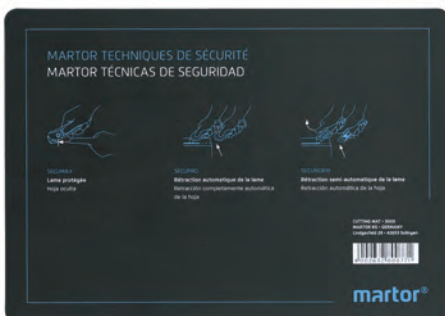 MARTOR TECHNIQUES DE SÉCURITÉ
MARTOR TÉCNICAS DE SEGURIDAD
SECUMAX
Lame protégée
Hoja oculta
SECUPRO
Rétraction automatique de la lame
Retracción completamente automática
de la hoja
SECUNORM
Rétraction semi-automatique de la lame
Retracción automática de la hoja
CUTTING MAT
MARTOR KG • GERMANY
Solingen
martor®